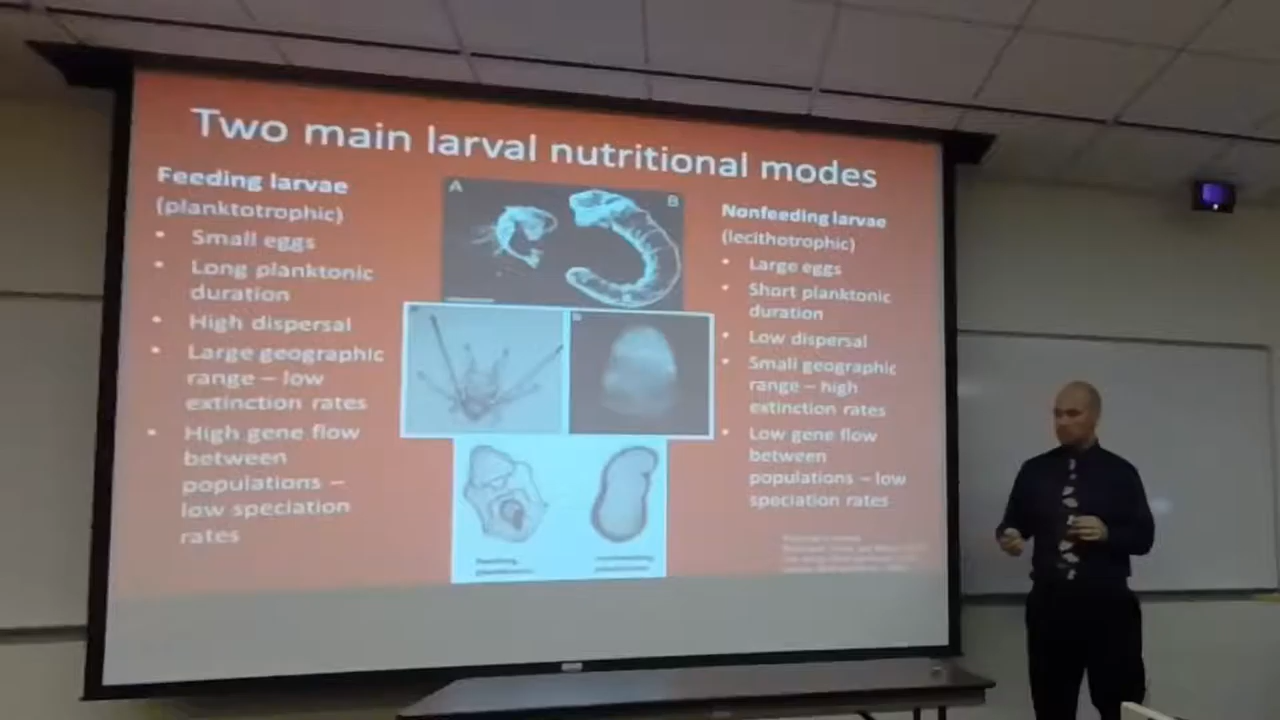 Two main larval nutritional modes
Feeding larvae
(planktotrophic)
• Small eggs
• Long planktonic
duration
• High dispersal
• Large geographic
range – low
extinction rates
• High gene flow
between
populations –
low speciation
rates
A
B
Nonfeeding larvae
(lecithotrophic)
• Large eggs
• Short planktonic
duration
• Low dispersal
• Small geographic
range – high
extinction rates
• Low gene flow
between
populations – low
speciation rates